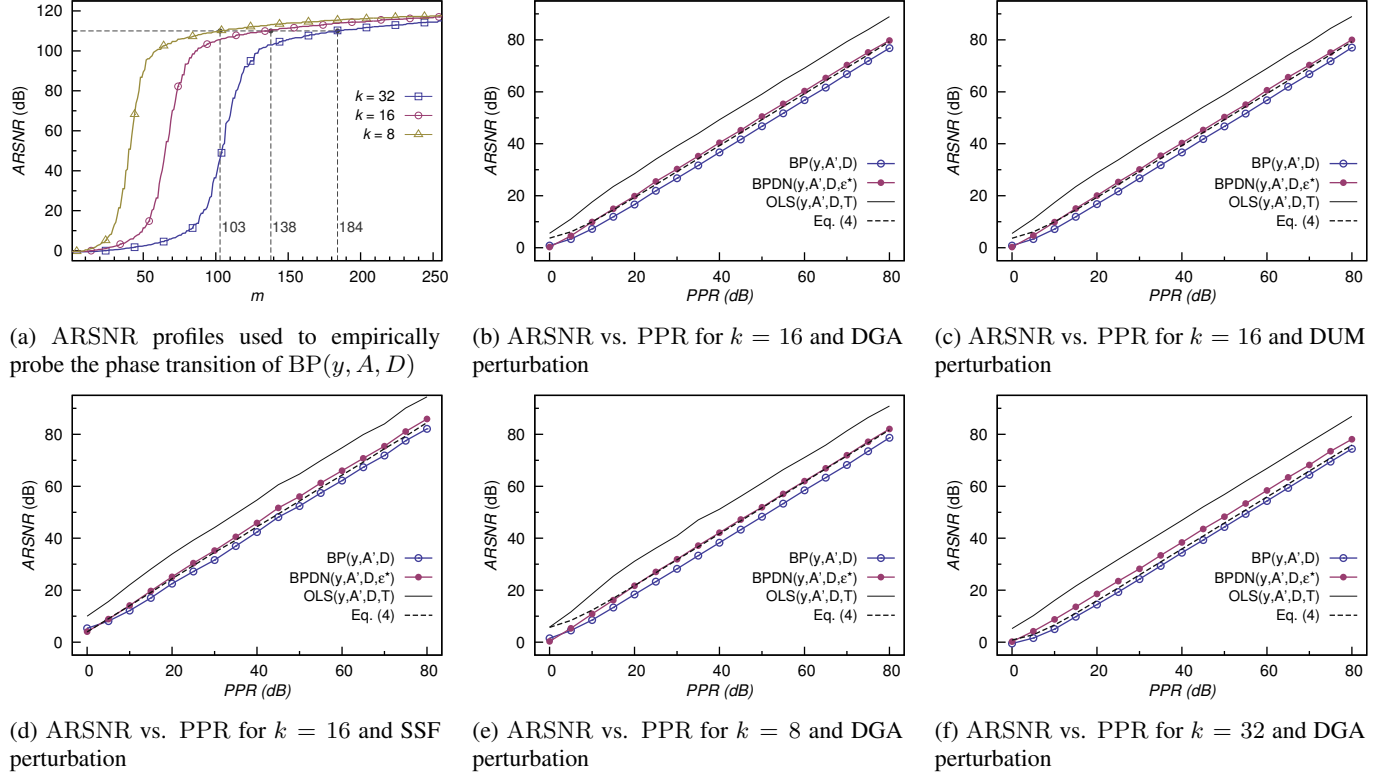 120
100
80
60
40
20
0
ARSNR (dB)
50
100
150
200
250
m
k = 32
k = 16
k = 8
103
138
184
(a) ARSNR profiles used to empirically
probe the phase transition of BP(y, A, D)
80
60
40
20
0
ARSNR (dB)
0
20
40
60
80
PPR (dB)
BP(y,A',D)
BPDN(y,A',D,ε*)
OLS(y,A',D,T)
Eq. (4)
(b) ARSNR vs. PPR for k = 16 and DGA
perturbation
80
60
40
20
0
ARSNR (dB)
0
20
40
60
80
PPR (dB)
BP(y,A',D)
BPDN(y,A',D,ε*)
OLS(y,A',D,T)
Eq. (4)
(c) ARSNR vs. PPR for k = 16 and DUM
perturbation
80
60
40
20
0
ARSNR (dB)
0
20
40
60
80
PPR (dB)
BP(y,A',D)
BPDN(y,A',D,ε*)
OLS(y,A',D,T)
Eq. (4)
(d) ARSNR vs. PPR for k = 16 and SSF
perturbation
80
60
40
20
0
ARSNR (dB)
0
20
40
60
80
PPR (dB)
BP(y,A',D)
BPDN(y,A',D,ε*)
OLS(y,A',D,T)
Eq. (4)
(e) ARSNR vs. PPR for k = 8 and DGA
perturbation
80
60
40
20
0
ARSNR (dB)
0
20
40
60
80
PPR (dB)
BP(y,A',D)
BPDN(y,A',D,ε*)
OLS(y,A',D,T)
Eq. (4)
(f) ARSNR vs. PPR for k = 32 and DGA
perturbation